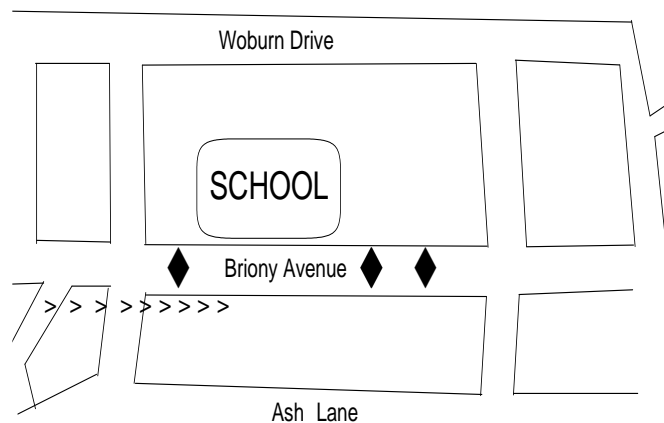 Woburn Drive
SCHOOL
Briony Avenue
> > > > > > > > > >
Ash Lane